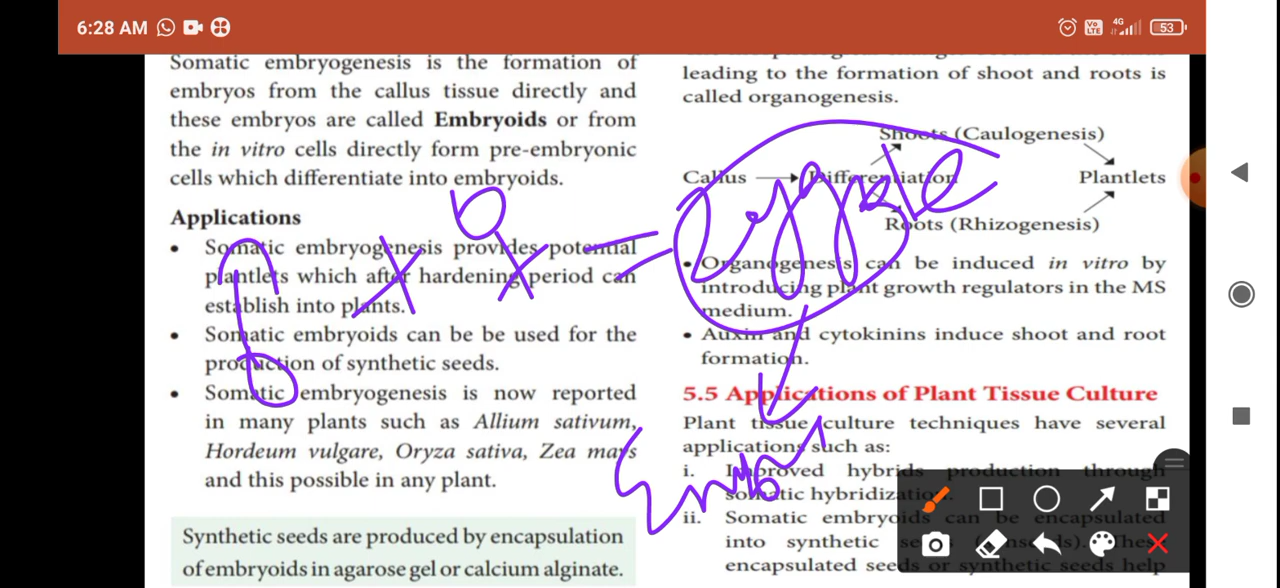 6:28 AM
4G
53
Somatic embryogenesis is the formation of
embryos from the callus tissue directly and
these embryos are called Embryoids or from
the in vitro cells directly form pre-embryonic
cells which differentiate into embryoids.
Applications
• Somatic embryogenesis provides potential
plantlets which after hardening period can
establish into plants.
• Somatic embryoids can be be used for the
production of synthetic seeds.
• Somatic embryogenesis is now reported
in many plants such as Allium sativum,
Hordeum vulgare, Oryza sativa, Zea mays
and this possible in any plant.
Synthetic seeds are produced by encapsulation
of embryoids in agarose gel or calcium alginate.
leading to the formation of shoot and roots is
called organogenesis.
Shoots (Caulogenesis)
Callus Differentiation Plantlets
Roots (Rhizogenesis)
• Organogenesis can be induced in vitro by
introducing plant growth regulators in the MS
medium.
• Auxin and cytokinins induce shoot and root
formation.
5.5 Applications of Plant Tissue Culture
Plant tissue culture techniques have several
applications such as:
i. Improved hybrids production through
somatic hybridization.
ii. Somatic embryoids can be encapsulated
into synthetic
encapsulated seeds or synthetic seeds help